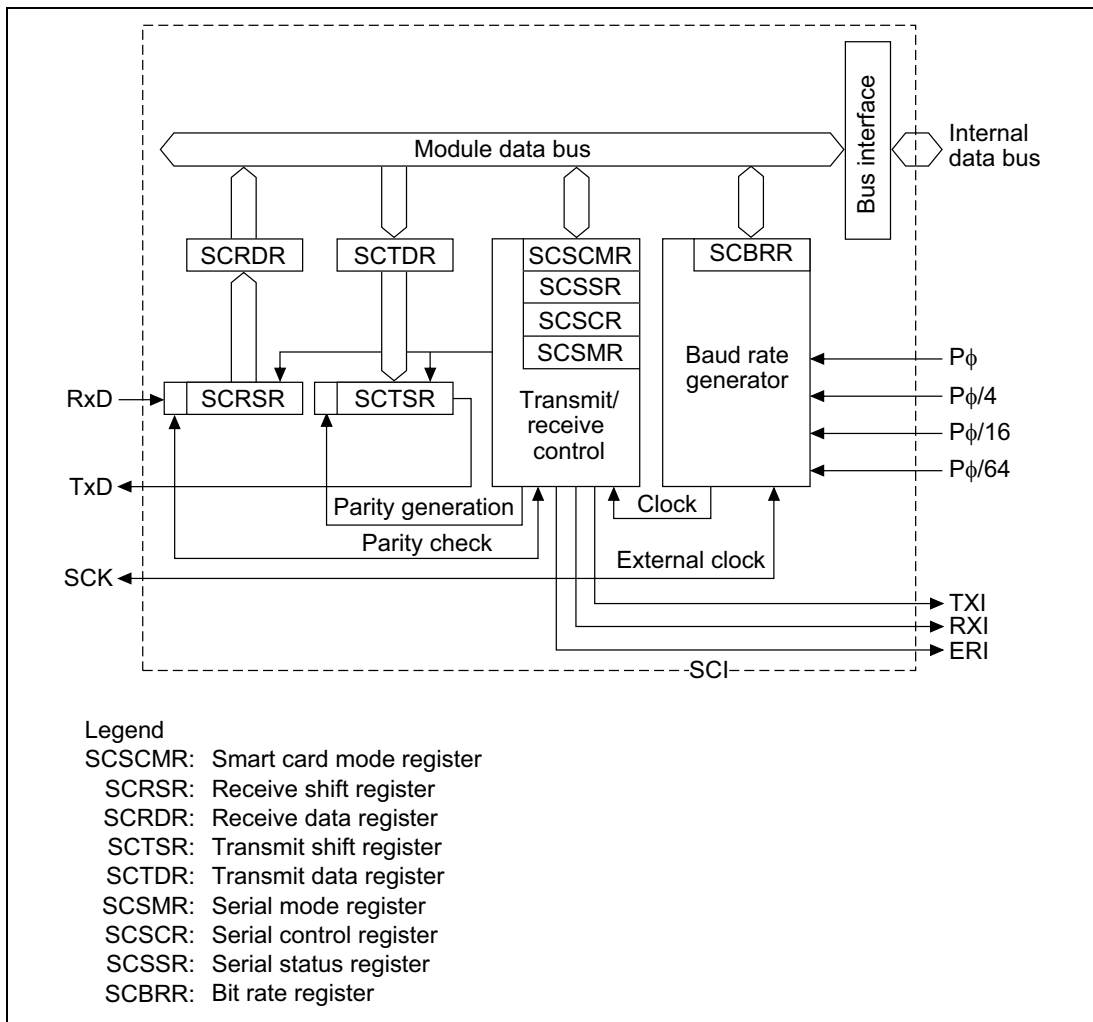 Module data bus
Bus interface
Internal
data bus
SCRDR
SCTDR
SCSCMR
SCSSR
SCSCR
SCSMR
SCBRR
Transmit/
receive
control
Baud rate
generator
RxD
SCRSR
SCTSR
TxD
Parity generation
Parity check
Clock
SCK
External clock
Pϕ
Pϕ/4
Pϕ/16
Pϕ/64
TXI
RXI
ERI
SCI
Legend
SCSCMR: Smart card mode register
SCRSR: Receive shift register
SCRDR: Receive data register
SCTSR: Transmit shift register
SCTDR: Transmit data register
SCSMR: Serial mode register
SCSCR: Serial control register
SCSSR: Serial status register
SCBRR: Bit rate register